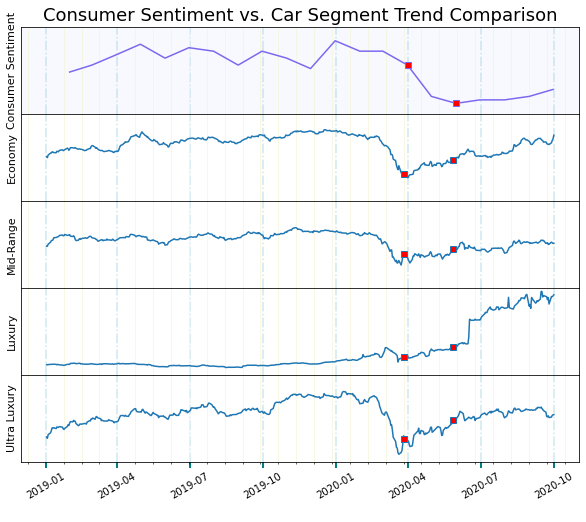 Consumer Sentiment vs. Car Segment Trend Comparison
Consumer Sentiment
Economy
Mid-Range
Luxury
Ultra Luxury
2019-01
2019-04
2019-07
2019-10
2020-01
2020-04
2020-07
2020-10